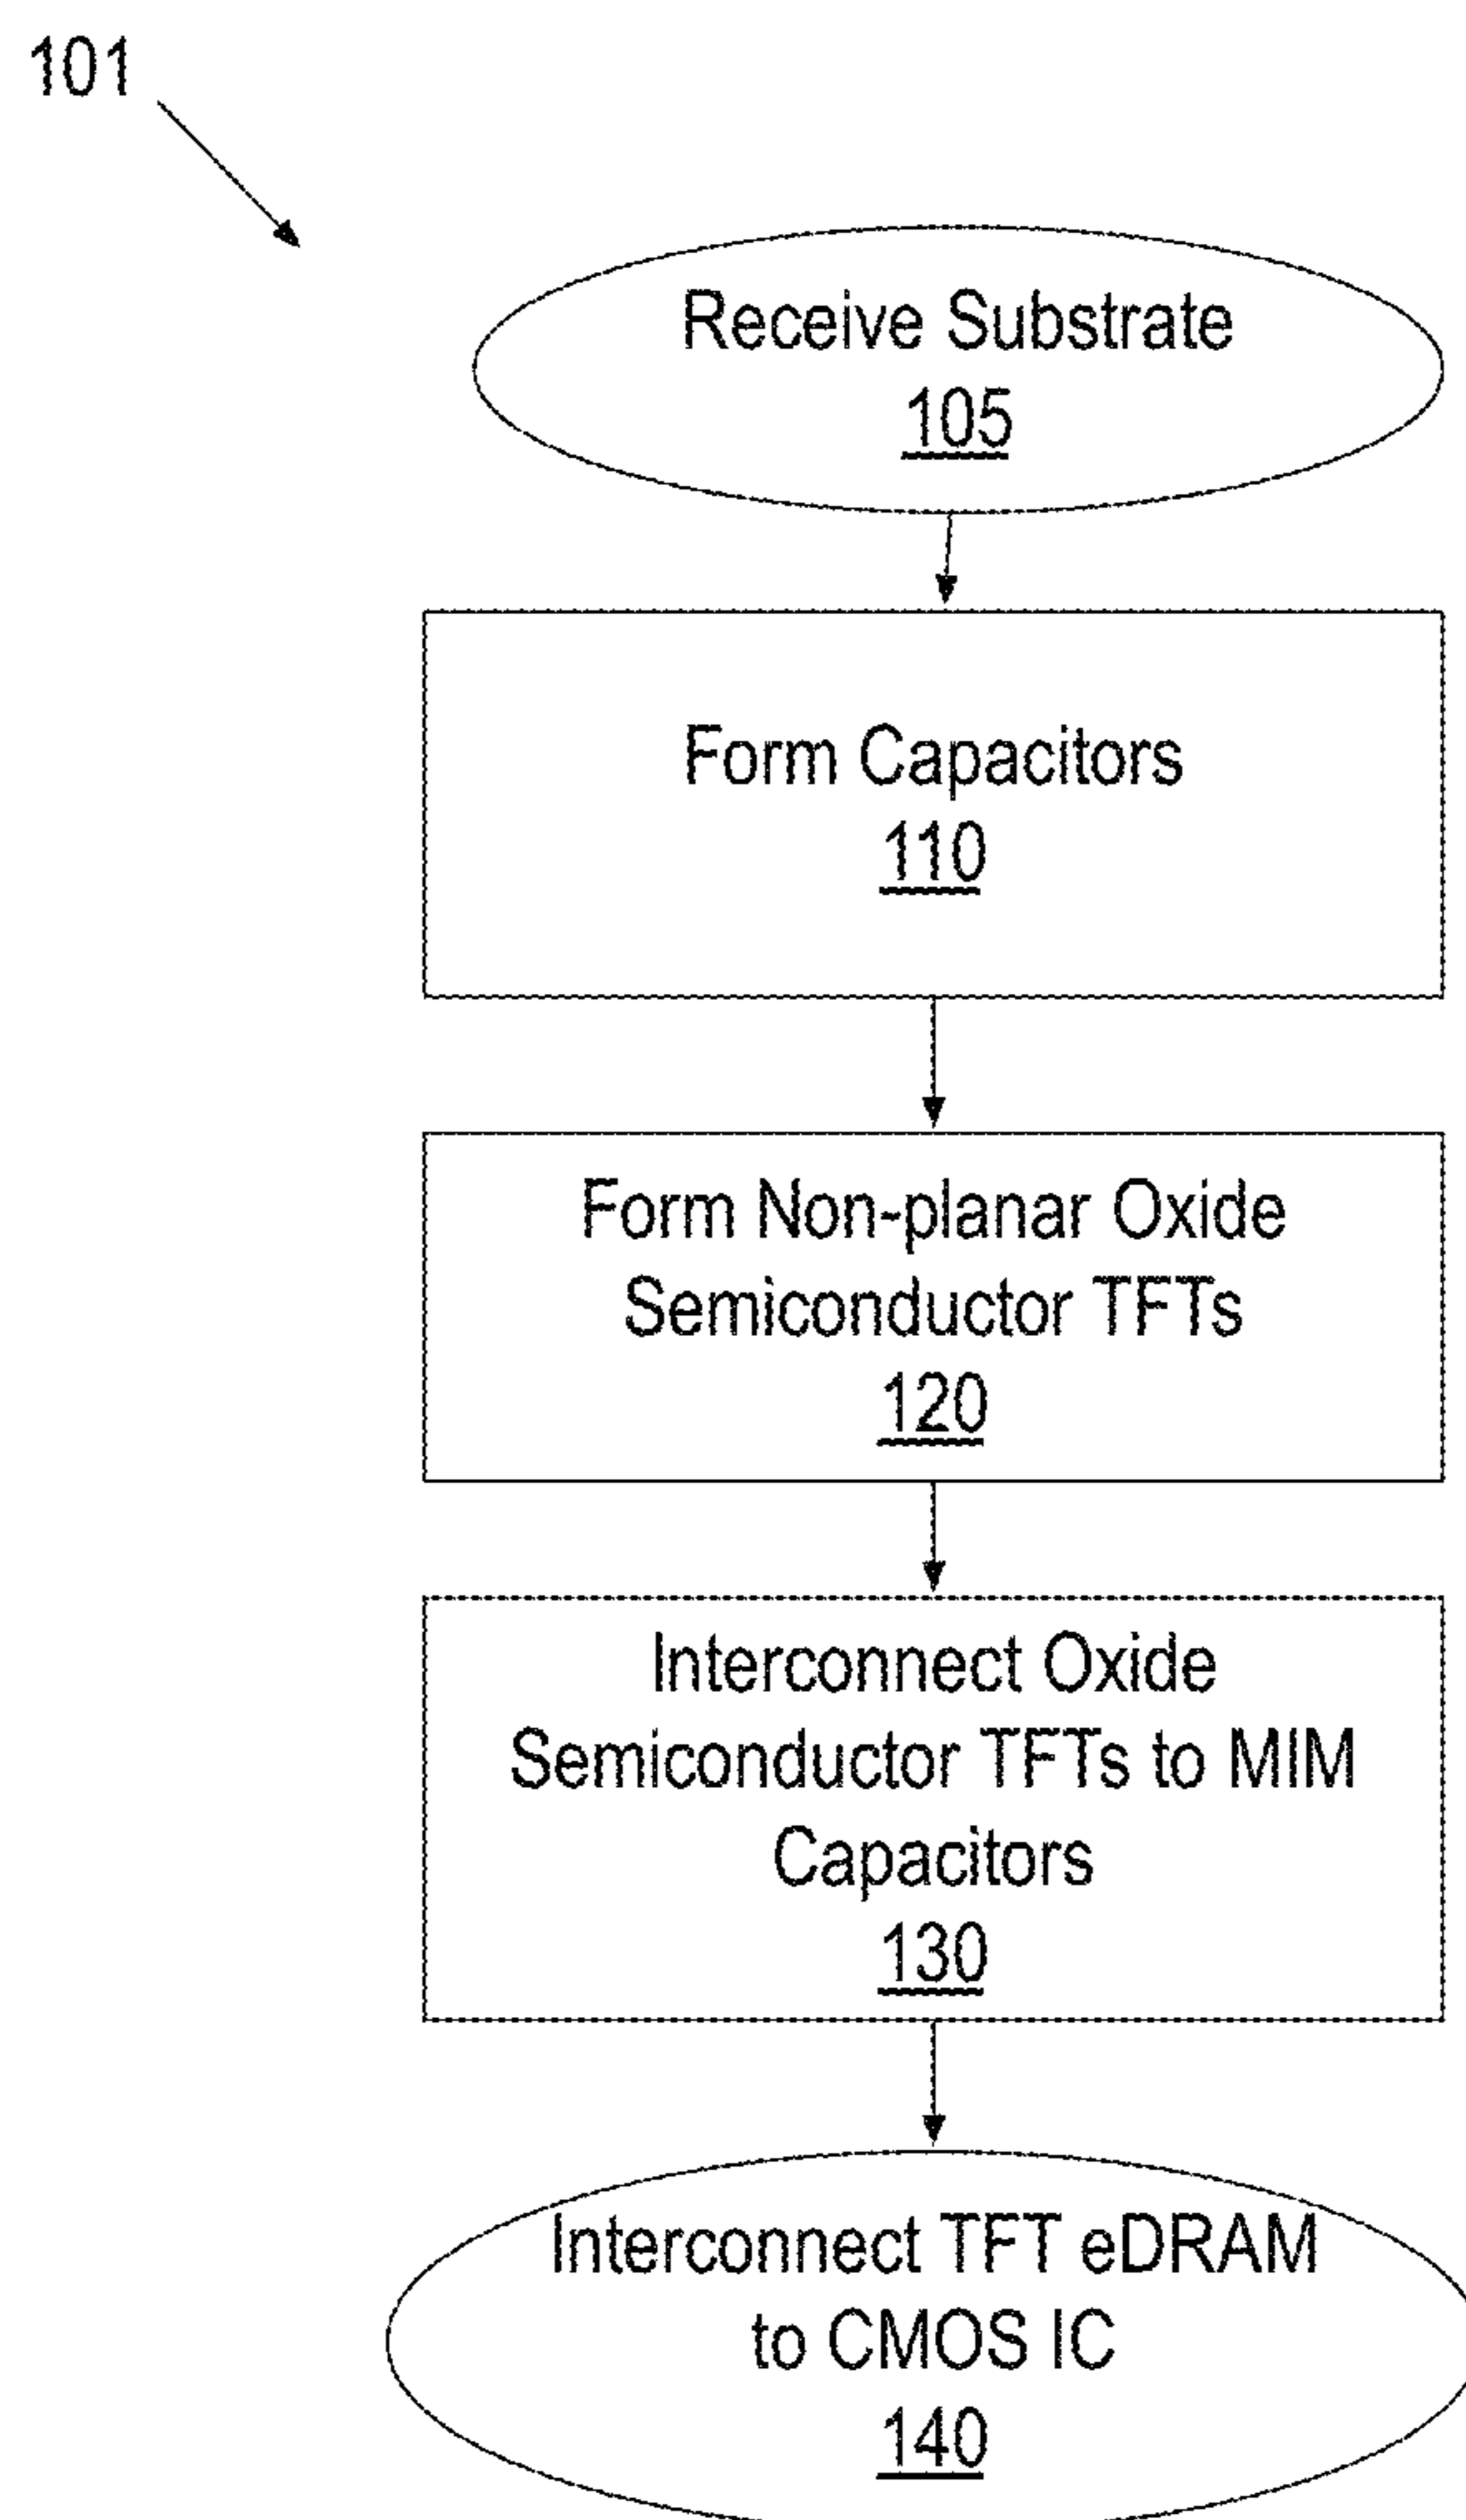 101
Receive Substrate
105
Form Capacitors
110
Form Non-planar Oxide
Semiconductor TFTs
120
Interconnect Oxide
Semiconductor TFTs to MIM
Capacitors
130
Interconnect TFT eDRAM
to CMOS IC
140